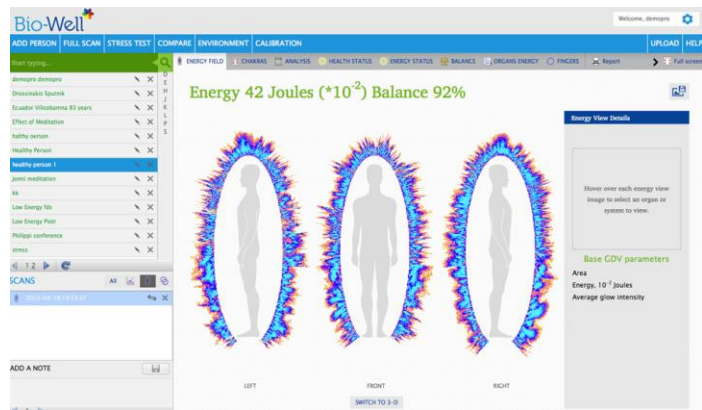 Bio-Well
Welcome, demopro
ADD PERSON FULL SCAN STRESS TEST COMPARE ENVIRONMENT CALIBRATION UPLOAD HELP
Start typing...
ENERGY FIELD CHAKRAS ANALYSIS HEALTH STATUS ENERGY STATUS BALANCE ORGANS ENERGY FINGERS Report Full screen
demopro demopro
Drossinakis Sputnik
Ecuador Vilcobamna 83 years
Effect of Meditation
halthy oerson
Healthy Person
healthy person 1
Jonni meditation
kk
Low Energy fds
Low Energy Piotr
Philippi conference
stress
D
E
H
J
K
L
P
S
Energy 42 Joules (*10-2) Balance 92%
Energy View Details
Hover over each energy view
image to select an organ or
system to view.
Base GDV parameters
Area
Energy, 10-2 Joules
Average glow intensity
1 2
SCANS All
ADD A NOTE
LEFT FRONT RIGHT
SWITCH TO 3-D